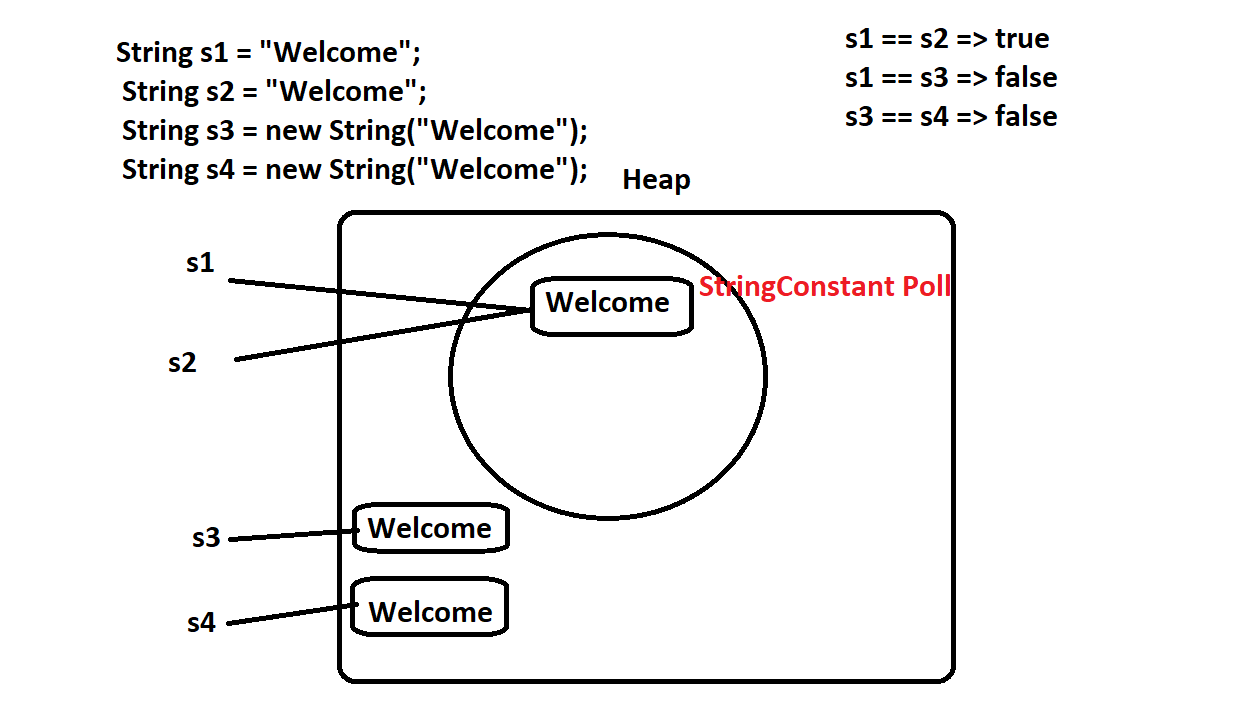 String s1 = "Welcome";
String s2 = "Welcome";
String s3 = new String("Welcome");
String s4 = new String("Welcome");
s1 == s2 => true
s1 == s3 => false
s3 == s4 => false
Heap
s1
Welcome
StringConstant Poll
s2
s3
Welcome
s4
Welcome